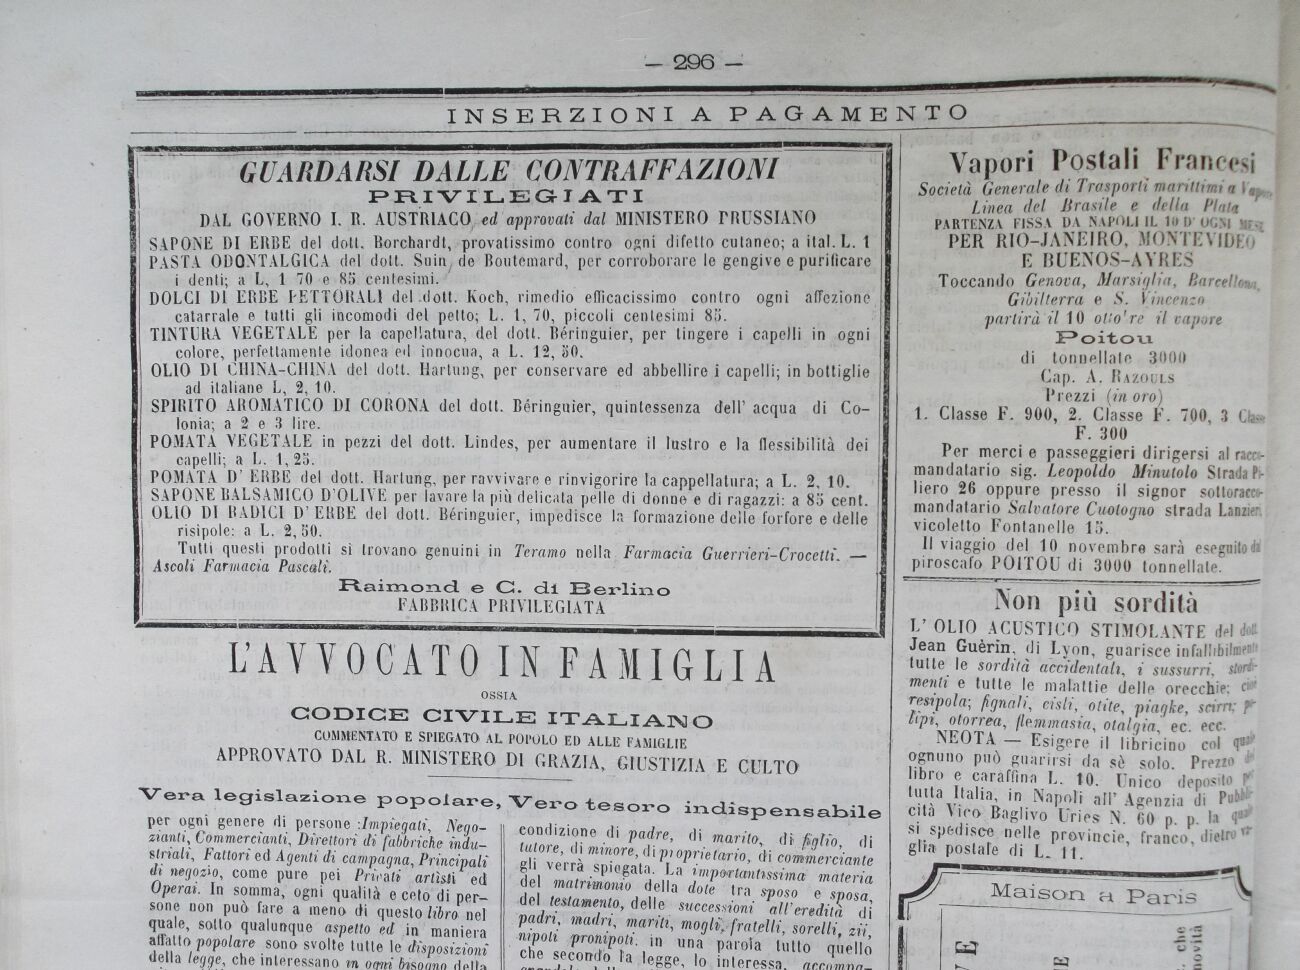 — 296 —
INSERZIONI A PAGAMENTO
GUARDARSI DALLE CONTRAFFAZIONI
PRIVILEGIATI
DAL GOVERNO I. R. AUSTRIACO ed approvati dal MINISTERO PRUSSIANO
SAPONE DI ERBE del dott. Borchardt, provatissimo contro ogni difetto cutaneo; a ital. L. 1
PASTA ODONTALGICA del dott. Suin de Boutemard, per corroborare le gengive e purificare
i denti; a L, 1 70 e 85 centesimi.
DOLCI DI ERBE PETTORALI del dott. Koch, rimedio efficacissimo contro ogni affezione
catarrale e tutti gli incomodi del petto; L. 1, 70, piccoli centesimi 85.
TINTURA VEGETALE per la capellatura, del dott. Béringuier, per tingere i capelli in ogni
colore, perfettamente idonea ed innocua, a L. 12, 50.
OLIO DI CHINA-CHINA del dott. Hartung, per conservare ed abbellire i capelli; in bottiglie
ad italiane L, 2, 10.
SPIRITO AROMATICO DI CORONA del dott. Béringuier, quintessenza dell' acqua di Co-
lonia; a 2 e 3 lire.
POMATA VEGETALE in pezzi del dott. Lindes, per aumentare il lustro e la flessibilità dei
capelli; a L. 1, 25.
POMATA D' ERBE del dott. Hartung, per ravvivare e rinvigorire la cappellatura; a L. 2, 10.
SAPONE BALSAMICO D'OLIVE per lavare la più delicata pelle di donne e di ragazzi: a 85 cent.
OLIO DI RADICI D' ERBE del dott. Béringuier, impedisce la formazione delle forfore e delle
risipole: a L. 2, 50.
Tutti questi prodotti si trovano genuini in Teramo nella Farmacia Guerrieri-Crocetti. —
Ascoli Farmacia Pascali.
Raimond e C. di Berlino
FABBRICA PRIVILEGIATA
L'AVVOCATO IN FAMIGLIA
OSSIA
CODICE CIVILE ITALIANO
COMMENTATO E SPIEGATO AL POPOLO ED ALLE FAMIGLIE
APPROVATO DAL R. MINISTERO DI GRAZIA, GIUSTIZIA E CULTO
Vera legislazione popolare, Vero tesoro indispensabile
per ogni genere di persone :Impiegati, Nego-
zianti, Commercianti, Direttori di fabbriche indu-
striali, Fattori ed Agenti di campagna, Principali
di negozio, come pure pei Privati artisti ed
Operai. In somma, ogni qualità e ceto di per-
sone non può fare a meno di questo libro nel
quale, sotto qualunque aspetto ed in maniera
affatto popolare sono svolte tutte le disposizioni
della legge, che interessano in ogni bisogno della
condizione di padre, di marito, di figlio, di
tutore, di minore, di proprietario, di commerciante
gli verrà spiegata. La importantissima materia
del matrimonio della dote tra sposo e sposa,
del testamento, delle successioni all'eredità di
padri, madri, mariti, mogli, fratelli, sorelli, zii,
nipoti pronipoti. in una parola tutto quello
che secondo la legge, lo interessa, accompa-
Vapori Postali Francesi
Società Generale di Trasporti marittimi a Vapore
Linea del Brasile e della Plata
PARTENZA FISSA DA NAPOLI IL 10 D' OGNI MESE
PER RIO-JANEIRO, MONTEVIDEO
E BUENOS-AYRES
Toccando Genova, Marsiglia, Barcellona,
Gibilterra e S. Vincenzo
partirà il 10 otto're il vapore
Poitou
di tonnellate 3000
Cap. A. RAZOULS
Prezzi (in oro)
1. Classe F. 900, 2. Classe F. 700, 3 Classe
F. 300
Per merci e passeggieri dirigersi al racco-
mandatario sig. Leopoldo Minutolo Strada Pi-
liero 26 oppure presso il signor sottoracco-
mandatario Salvatore Cuotogno strada Lanzieri
vicoletto Fontanelle 15.
Il viaggio del 10 novembre sarà eseguito dal
piroscafo POITOU di 3000 tonnellate.
Non più sordità
L' OLIO ACUSTICO STIMOLANTE del dott.
Jean Guèrin, di Lyon, guarisce infallibilmente
tutte le sordità accidentali, i sussurri, stordi-
menti e tutte le malattie delle orecchie; cioè
resipola; fignali, cisti, otite, piaghe, scirri; po-
lipi, otorrea, flemmasia, otalgia, ec. ecc.
NEOTA — Esigere il libricino col quale
ognuno può guarirsi da sè solo. Prezzo del
libro e caraffina L. 10. Unico deposito per
tutta Italia, in Napoli all' Agenzia di Pubbli-
cità Vico Baglivo Uries N. 60 p. p. la quale
si spedisce nelle provincie, franco, dietro va-
glia postale di L. 11.
Maison a Paris
che
novità